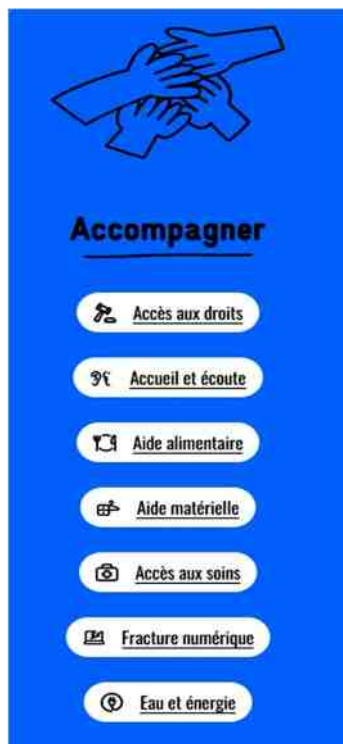 Accompagner
Accès aux droits
Accueil et écoute
Aide alimentaire
Aide matérielle
Accès aux soins
Fracture numérique
Eau et énergie